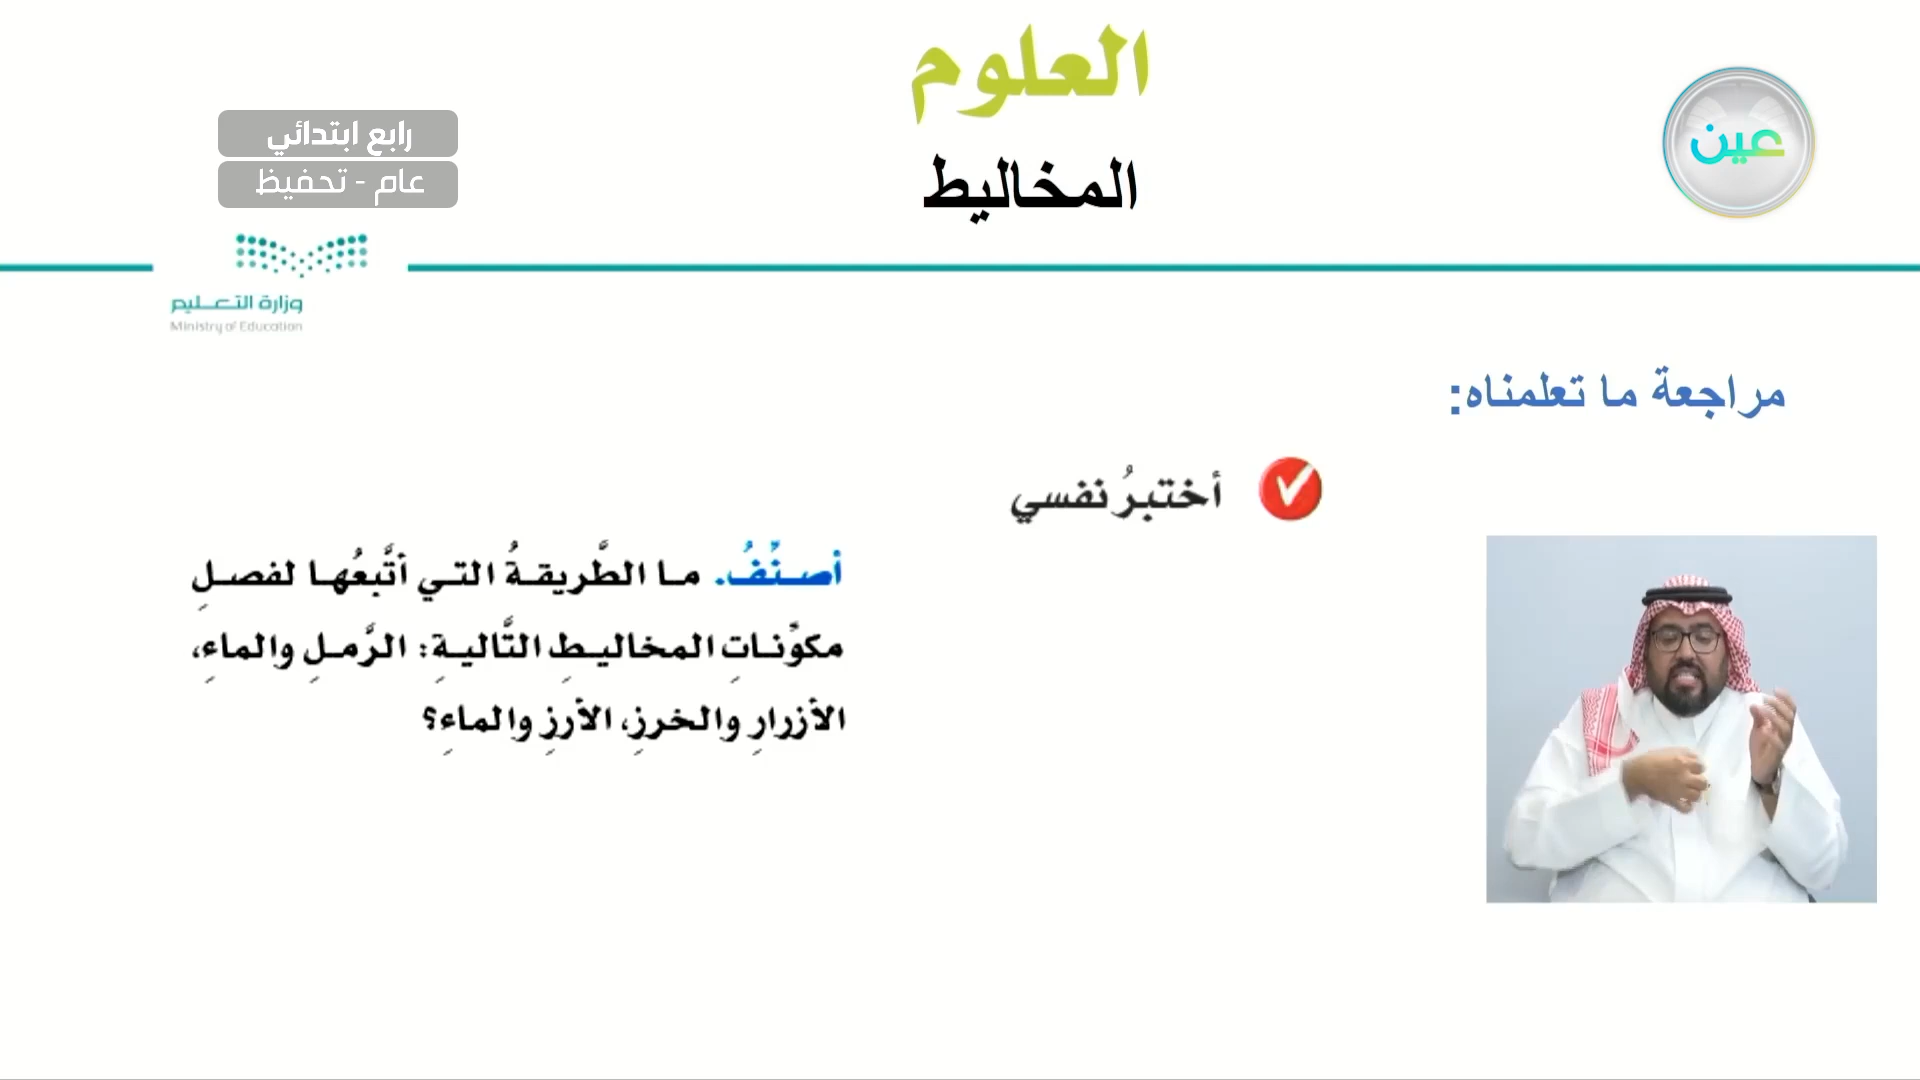 العلوم
المخاليط
عين
رابع ابتدائي
عام - تحفيظ
وزارة التعليم
Ministry of Education
مراجعة ما تعلمناه:
أختبرُ نفسي
أصنِّفُ. ما الطَّريقةُ التي أتَّبعُها لفصلِ
مكوِّناتِ المخاليطِ التَّاليةِ: الرَّملِ والماءِ،
الأزرارِ والخرزِ، الأرزِ والماءِ؟